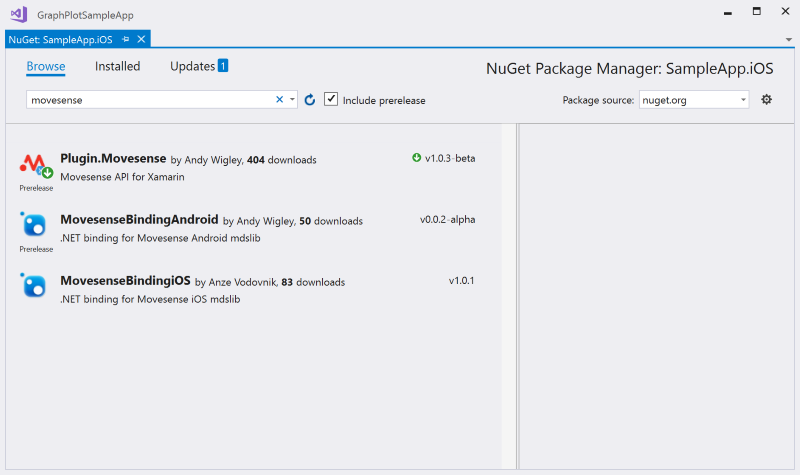 GraphPlotSampleApp
NuGet: SampleApp.iOS
Browse Installed Updates 1 NuGet Package Manager: SampleApp.iOS
movesense Include prerelease Package source: nuget.org
Plugin.Movesense by Andy Wigley, 404 downloads v1.0.3-beta
Movesense API for Xamarin
Prerelease
MovesenseBindingAndroid by Andy Wigley, 50 downloads v0.0.2-alpha
.NET binding for Movesense Android mdslib
Prerelease
MovesenseBindingiOS by Anze Vodovnik, 83 downloads v1.0.1
.NET binding for Movesense iOS mdslib